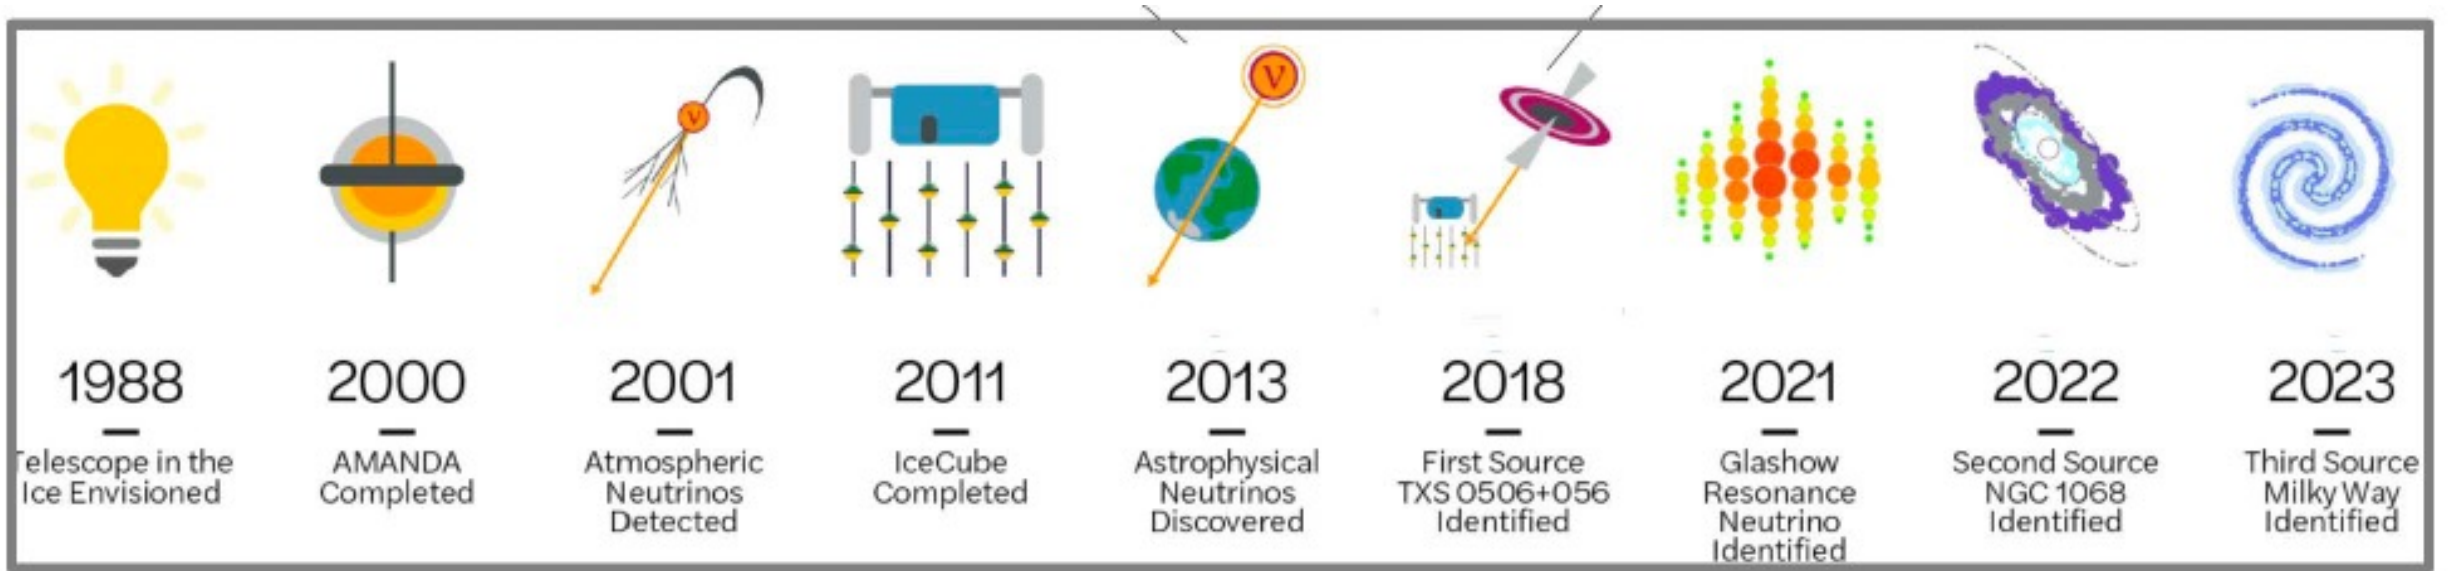 1988
Telescope in the
Ice Envisioned
2000
AMANDA
Completed
2001
Atmospheric
Neutrinos
Detected
2011
IceCube
Completed
2013
Astrophysical
Neutrinos
Discovered
2018
First Source
TXS 0506+056
Identified
2021
Glashow
Resonance
Neutrino
Identified
2022
Second Source
NGC 1068
Identified
2023
Third Source
Milky Way
Identified
ν
V